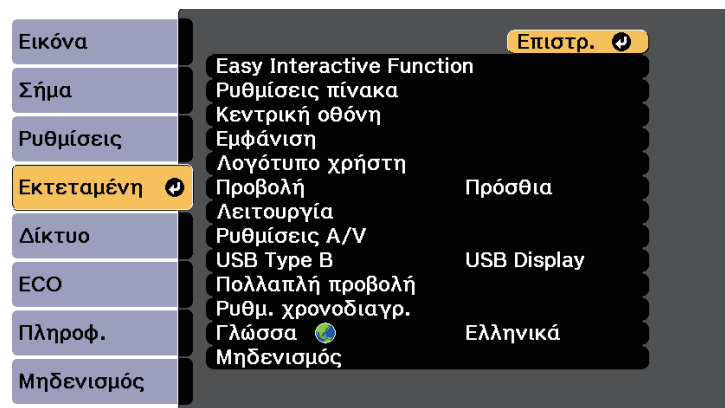 Εικόνα
Σήμα
Ρυθμίσεις
Εκτεταμένη
Δίκτυο
ECO
Πληροφ.
Μηδενισμός
Επιστρ.
Easy Interactive Function
Ρυθμίσεις πίνακα
Κεντρική οθόνη
Εμφάνιση
Λογότυπο χρήστη
Προβολή Πρόσθια
Λειτουργία
Ρυθμίσεις A/V
USB Type B USB Display
Πολλαπλή προβολή
Ρυθμ. χρονοδιαγρ.
Γλώσσα Ελληνικά
Μηδενισμός